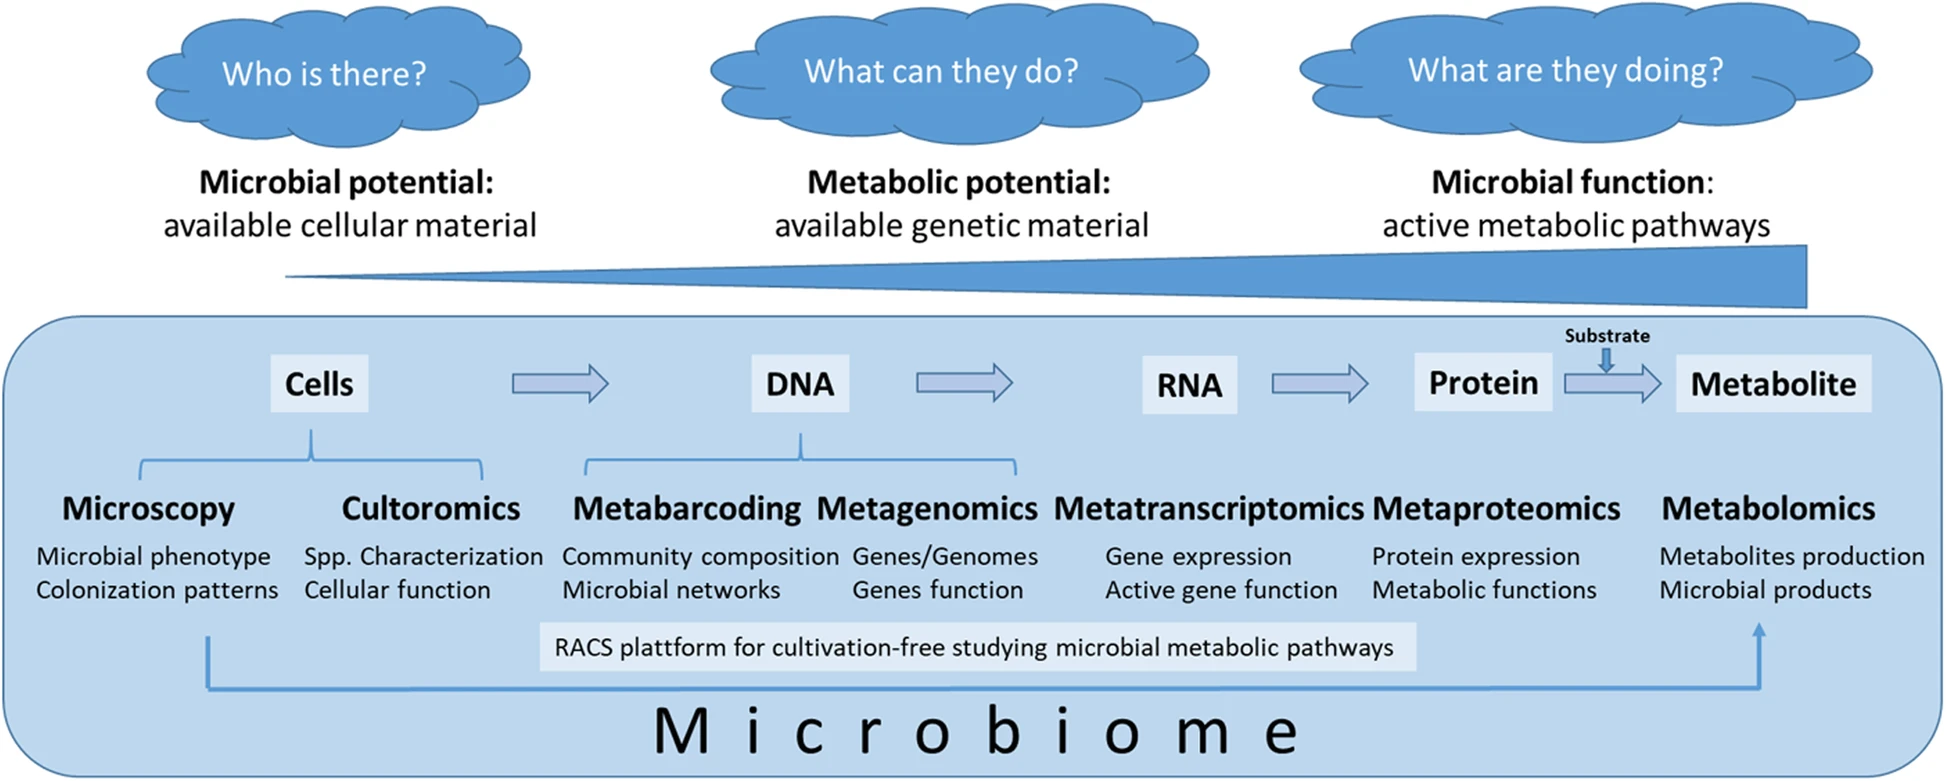 Who is there?
What can they do?
What are they doing?
Microbial potential:
available cellular material
Metabolic potential:
available genetic material
Microbial function:
active metabolic pathways
Substrate
Cells
DNA
RNA
Protein
Metabolite
Microscopy
Microbial phenotype
Colonization patterns
Cultoromics
Spp. Characterization
Cellular function
Metabarcoding
Community composition
Microbial networks
Metagenomics
Genes/Genomes
Genes function
Metatranscriptomics
Gene expression
Active gene function
Metaproteomics
Protein expression
Metabolic functions
Metabolomics
Metabolites production
Microbial products
RACS plattform for cultivation-free studying microbial metabolic pathways
Microbiome